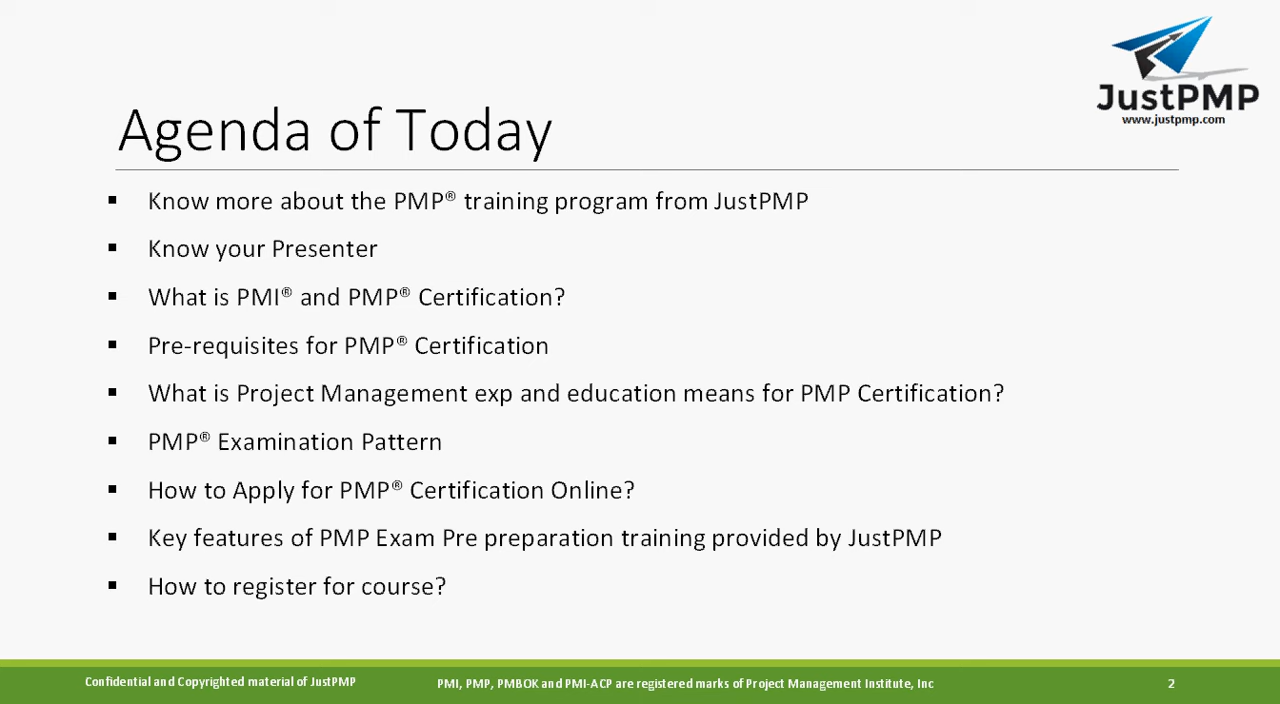 JustPMP
www.justpmp.com
Agenda of Today
▪ Know more about the PMP® training program from JustPMP
▪ Know your Presenter
▪ What is PMI® and PMP® Certification?
▪ Pre-requisites for PMP® Certification
▪ What is Project Management exp and education means for PMP Certification?
▪ PMP® Examination Pattern
▪ How to Apply for PMP® Certification Online?
▪ Key features of PMP Exam Pre preparation training provided by JustPMP
▪ How to register for course?
Confidential and Copyrighted material of JustPMP
PMI, PMP, PMBOK and PMI-ACP are registered marks of Project Management Institute, Inc
2